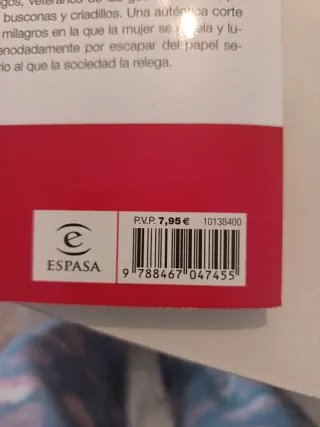 busconas y criadillos. Una auténtica corte
milagros en la que la mujer se rebela y lu-
enodadamente por escapar del papel se-
rio al que la sociedad la relega.
P.V.P. 7,95 € 10138400
e
ESPASA
9 788467 047455